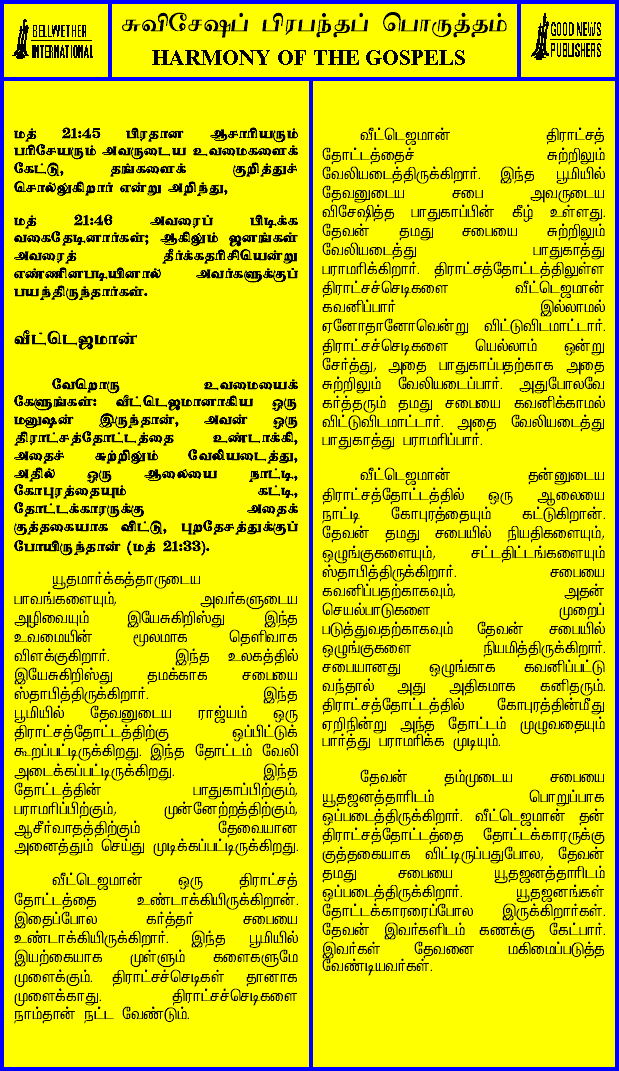 BELLWETHER
INTERNATIONAL
சுவிசேஷப் பிரபந்தப் பொருத்தம்
HARMONY OF THE GOSPELS
GOOD NEWS
PUBLISHERS
மத் 21:45 பிரதான ஆசாரியரும்
பரிசேயரும் அவருடைய உவமைகளைக்
கேட்டு, தங்களைக் குறித்துச்
சொல்லுகிறார் என்று அறிந்து,
மத் 21:46 அவரைப் பிடிக்க
வகைதேடினார்கள்; ஆகிலும் ஜனங்கள்
அவரைத் தீர்க்கதரிசியென்று
எண்ணினபடியினால் அவர்களுக்குப்
பயந்திருந்தார்கள்.
வீட்டெஜமான்
வேறொரு உவமையைக்
கேளுங்கள்: வீட்டெஜமானாகிய ஒரு
மனுஷன் இருந்தான், அவன் ஒரு
திராட்சத்தோட்டத்தை உண்டாக்கி,
அதைச் சுற்றிலும் வேலியடைத்து,
அதில் ஒரு ஆலையை நாட்டி,
கோபுரத்தையும் கட்டி,
தோட்டக்காரருக்கு அதைக்
குத்தகையாக விட்டு, புறதேசத்துக்குப்
போயிருந்தான் (மத் 21:33).
யூதமார்க்கத்தாருடைய
பாவங்களையும், அவர்களுடைய
அழிவையும் இயேசுகிறிஸ்து இந்த
உவமையின் மூலமாக தெளிவாக
விளக்குகிறார். இந்த உலகத்தில்
இயேசுகிறிஸ்து தமக்காக சபையை
ஸ்தாபித்திருக்கிறார். இந்த
பூமியில் தேவனுடைய ராஜ்யம் ஒரு
திராட்சத்தோட்டத்திற்கு ஒப்பிட்டுக்
கூறப்பட்டிருக்கிறது. இந்த தோட்டம் வேலி
அடைக்கப்பட்டிருக்கிறது. இந்த
தோட்டத்தின் பாதுகாப்பிற்கும்,
பராமரிப்பிற்கும், முன்னேற்றத்திற்கும்,
ஆசீர்வாதத்திற்கும் தேவையான
அனைத்தும் செய்து முடிக்கப்பட்டிருக்கிறது.
வீட்டெஜமான் ஒரு திராட்சத்
தோட்டத்தை உண்டாக்கியிருக்கிறான்.
இதைப்போல கர்த்தர் சபையை
உண்டாக்கியிருக்கிறார். இந்த பூமியில்
இயற்கையாக முள்ளும் களைகளுமே
முளைக்கும். திராட்சச்செடிகள் தானாக
முளைக்காது. திராட்சச்செடிகளை
நாம்தான் நட்ட வேண்டும்.
வீட்டெஜமான் திராட்சத்
தோட்டத்தைச் சுற்றிலும்
வேலியடைத்திருக்கிறார். இந்த பூமியில்
தேவனுடைய சபை அவருடைய
விசேஷித்த பாதுகாப்பின் கீழ் உள்ளது.
தேவன் தமது சபையை சுற்றிலும்
வேலியடைத்து பாதுகாத்து
பராமரிக்கிறார். திராட்சத்தோட்டத்திலுள்ள
திராட்சச்செடிகளை வீட்டெஜமான்
கவனிப்பார் இல்லாமல்
ஏனோதானோவென்று விட்டுவிடமாட்டார்.
திராட்சச்செடிகளை யெல்லாம் ஒன்று
சேர்த்து, அதை பாதுகாப்பதற்காக அதை
சுற்றிலும் வேலியடைப்பார். அதுபோலவே
கர்த்தரும் தமது சபையை கவனிக்காமல்
விட்டுவிடமாட்டார். அதை வேலியடைத்து
பாதுகாத்து பராமரிப்பார்.
வீட்டெஜமான் தன்னுடைய
திராட்சத்தோட்டத்தில் ஒரு ஆலையை
நாட்டி கோபுரத்தையும் கட்டுகிறான்.
தேவன் தமது சபையில் நியதிகளையும்,
ஒழுங்குகளையும், சட்டதிட்டங்களையும்
ஸ்தாபித்திருக்கிறார். சபையை
கவனிப்பதற்காகவும், அதன்
செயல்பாடுகளை முறைப்
படுத்துவதற்காகவும் தேவன் சபையில்
ஒழுங்குகளை நியமித்திருக்கிறார்.
சபையானது ஒழுங்காக கவனிப்பட்டு
வந்தால் அது அதிகமாக கனிதரும்.
திராட்சத்தோட்டத்தில் கோபுரத்தின்மீது
ஏறிநின்று அந்த தோட்டம் முழுவதையும்
பார்த்து பராமரிக்க முடியும்.
தேவன் தம்முடைய சபையை
யூதஜனத்தாரிடம் பொறுப்பாக
ஒப்படைத்திருக்கிறார். வீட்டெஜமான் தன்
திராட்சத்தோட்டத்தை தோட்டக்காரருக்கு
குத்தகையாக விட்டிருப்பதுபோல, தேவன்
தமது சபையை யூதஜனத்தாரிடம்
ஒப்படைத்திருக்கிறார். யூதஜனங்கள்
தோட்டக்காரரைப்போல இருக்கிறார்கள்.
தேவன் இவர்களிடம் கணக்கு கேட்பார்.
இவர்கள் தேவனை மகிமைப்படுத்த
வேண்டியவர்கள்.